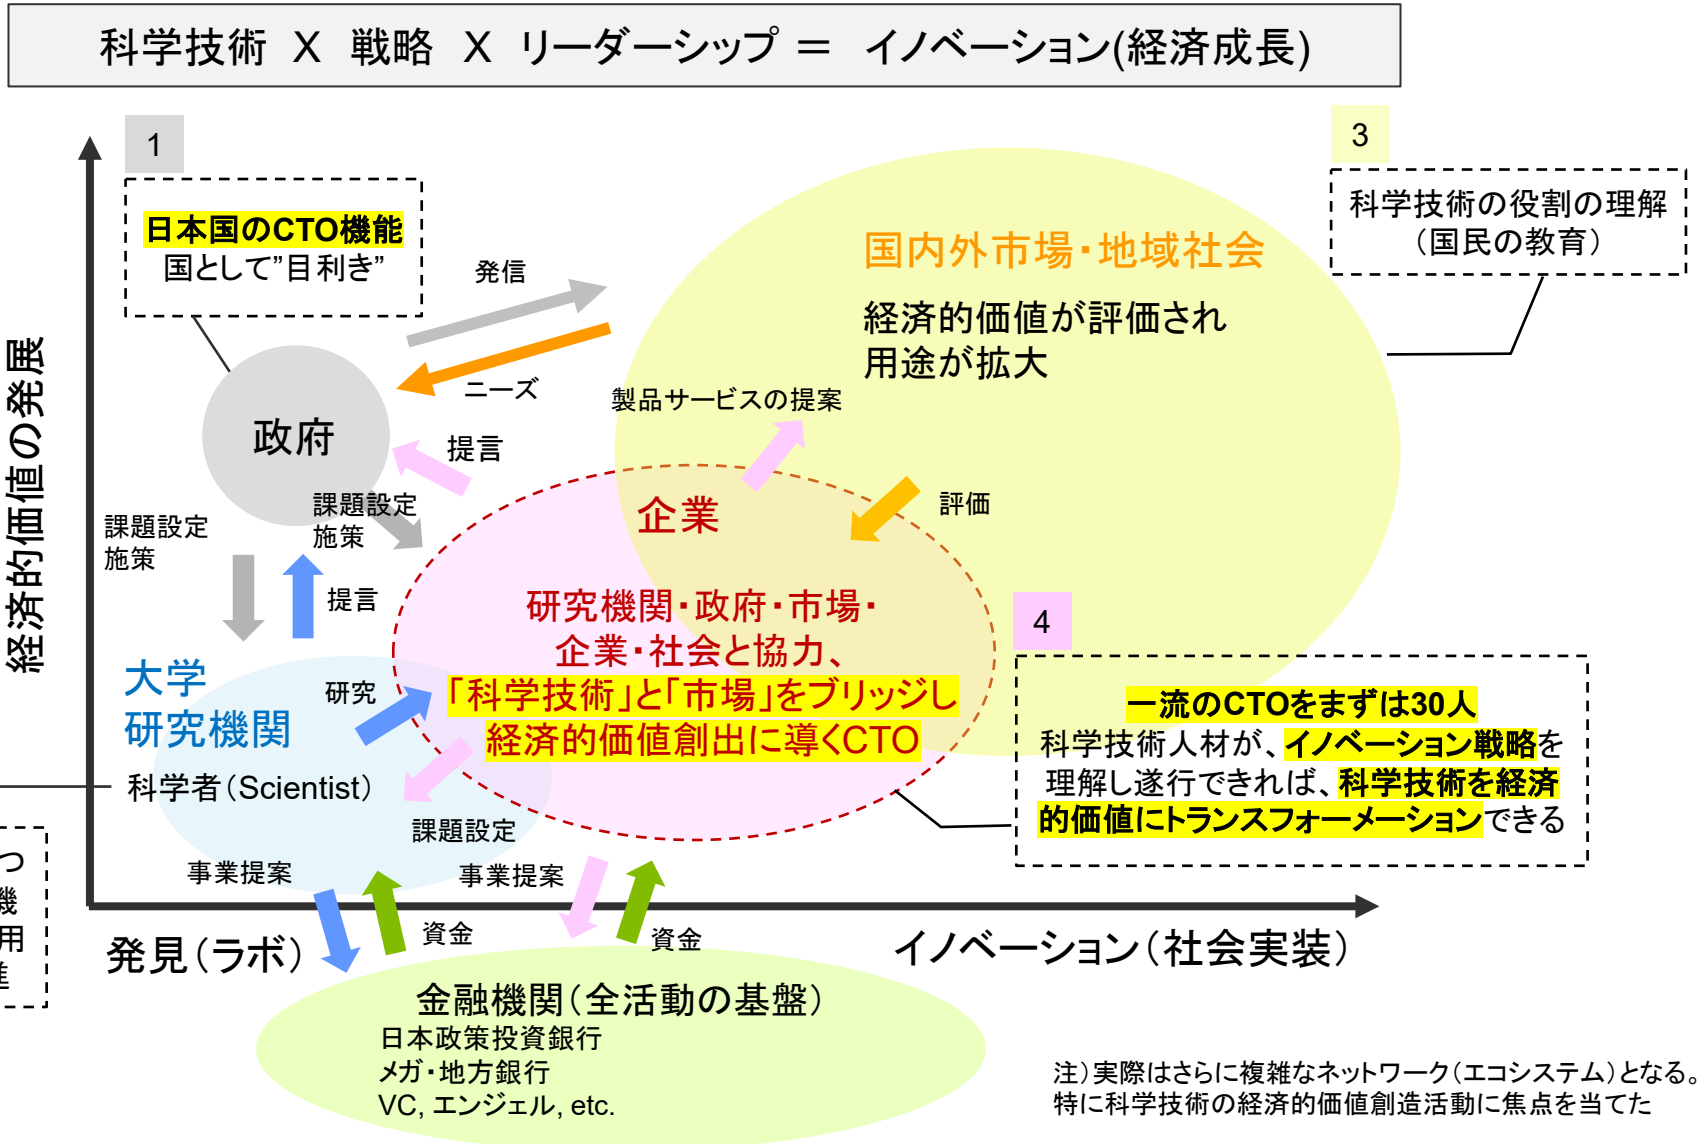 科学技術 X 戦略 X リーダーシップ = イノベーション(経済成長)
1
日本国のCTO機能
国として”目利き”
3
科学技術の役割の理解
(国民の教育)
経済的価値の発展
発信
ニーズ
国内外市場・地域社会
経済的価値が評価され
用途が拡大
政府
製品サービスの提案
提言
評価
課題設定
施策
課題設定
施策
提言
企業
研究機関・政府・市場・
企業・社会と協力、
「科学技術」と「市場」をブリッジし
経済的価値創出に導くCTO
4
一流のCTOをまずは30人
科学技術人材が、イノベーション戦略を
理解し遂行できれば、科学技術を経済
的価値にトランスフォーメーションできる
大学
研究機関
研究
科学者(Scientist)
課題設定
事業提案
事業提案
つ
機
用
進
資金
資金
発見(ラボ)
イノベーション(社会実装)
金融機関(全活動の基盤)
日本政策投資銀行
メガ・地方銀行
VC, エンジェル, etc.
注)実際はさらに複雑なネットワーク(エコシステム)となる。
特に科学技術の経済的価値創造活動に焦点を当てた